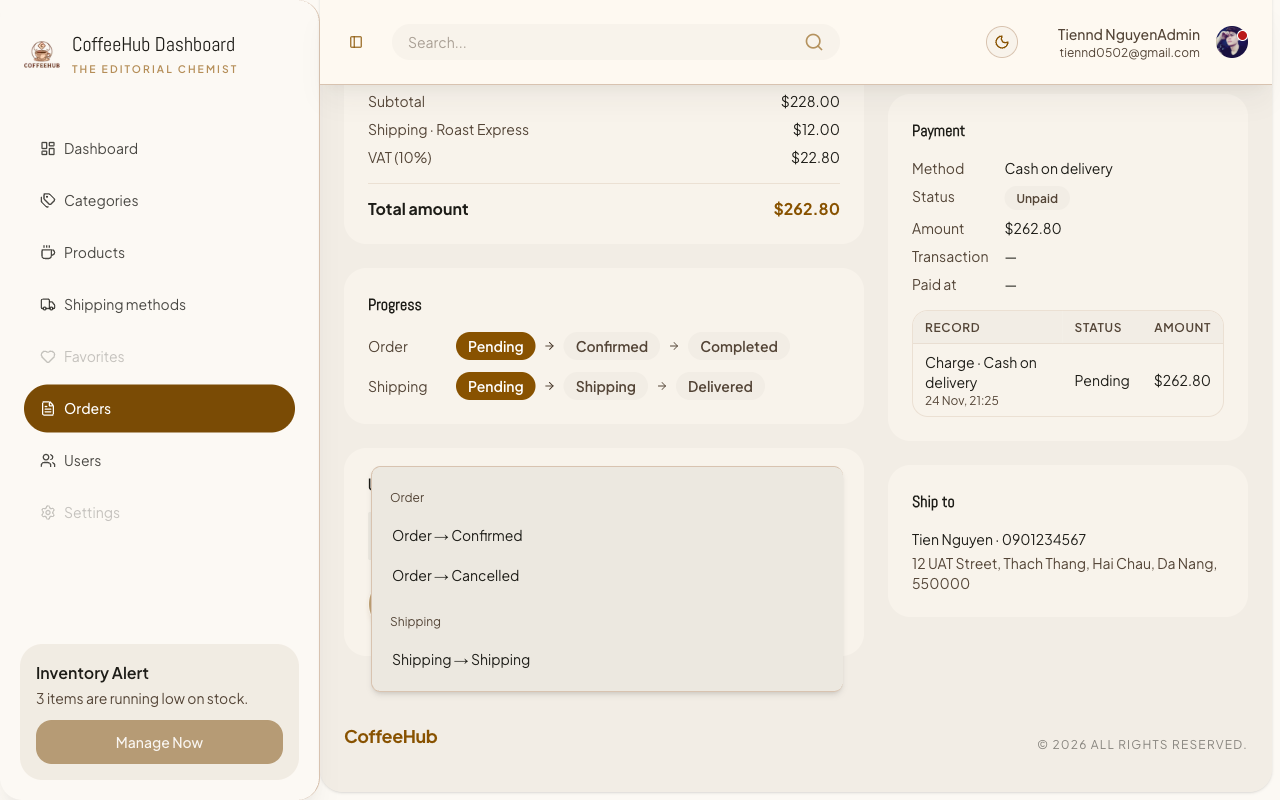 CoffeeHub Dashboard
THE EDITORIAL CHEMIST
COFFEEHUB
Dashboard
Categories
Products
Shipping methods
Favorites
Orders
Users
Settings
Inventory Alert
3 items are running low on stock.
Manage Now
Search...
Tiennd NguyenAdmin
tiennd0502@gmail.com
Subtotal $228.00
Shipping · Roast Express $12.00
VAT (10%) $22.80
Total amount $262.80
Progress
Order Pending → Confirmed → Completed
Shipping Pending → Shipping → Delivered
Order
Order → Confirmed
Order → Cancelled
Shipping
Shipping → Shipping
Payment
Method Cash on delivery
Status Unpaid
Amount $262.80
Transaction —
Paid at —
RECORD STATUS AMOUNT
Charge · Cash on
delivery
24 Nov, 21:25
Pending $262.80
Ship to
Tien Nguyen · 0901234567
12 UAT Street, Thach Thang, Hai Chau, Da Nang,
550000
CoffeeHub
© 2026 ALL RIGHTS RESERVED.